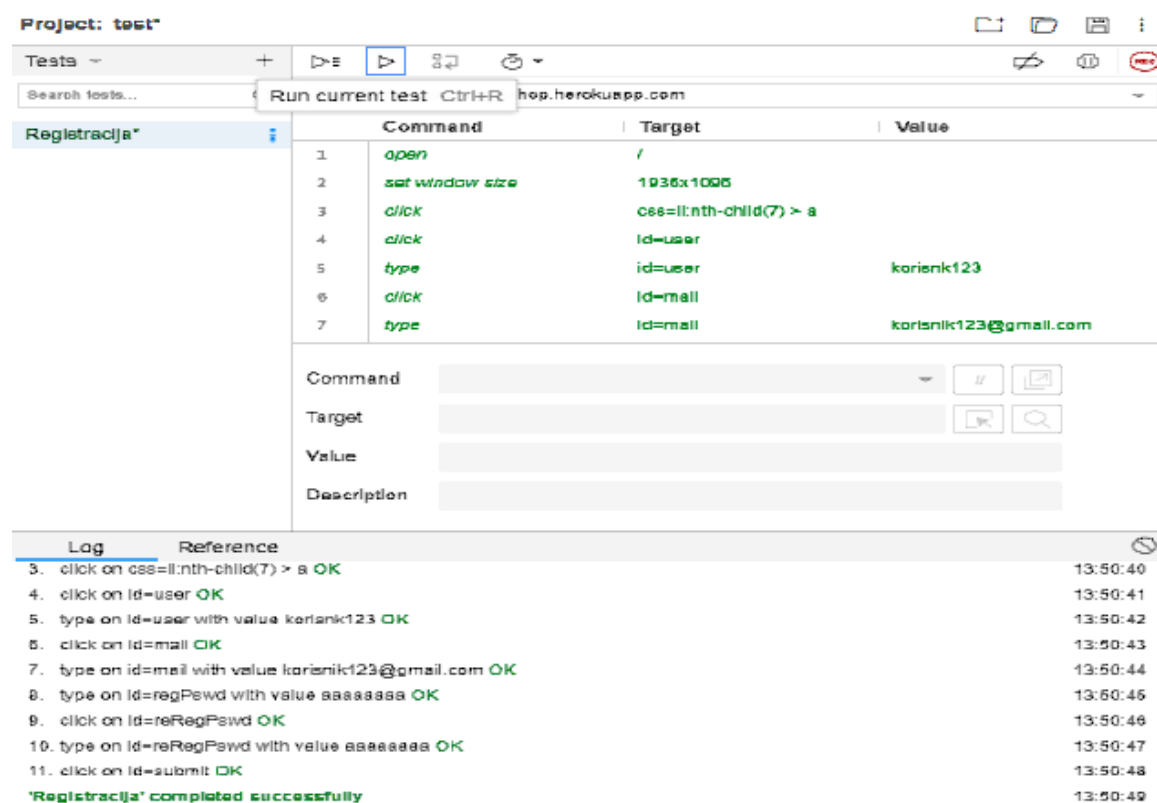 Project: test*
Tests
Search tests...
Run current test Ctrl+R hop.herokuapp.com
REC
Registracija*
Command Target Value
1 open /
2 set window size 1936x1096
3 click css=li:nth-child(7) > a
4 click id=user
5 type id=user korisnk123
6 click id=mail
7 type id=mail korisnik123@gmail.com
Command //
Target
Value
Description
Log Reference
3. click on css=li:nth-child(7) > a OK 13:50:40
4. click on id=user OK 13:50:41
5. type on id=user with value korisnk123 OK 13:50:42
6. click on id=mail OK 13:50:43
7. type on id=mail with value korisnik123@gmail.com OK 13:50:44
8. type on id=regPswd with value aaaaaaaa OK 13:50:45
9. click on id=reRegPswd OK 13:50:46
10. type on id=reRegPswd with value aaaaaaaa OK 13:50:47
11. click on id=submit OK 13:50:48
'Registracija' completed successfully 13:50:49